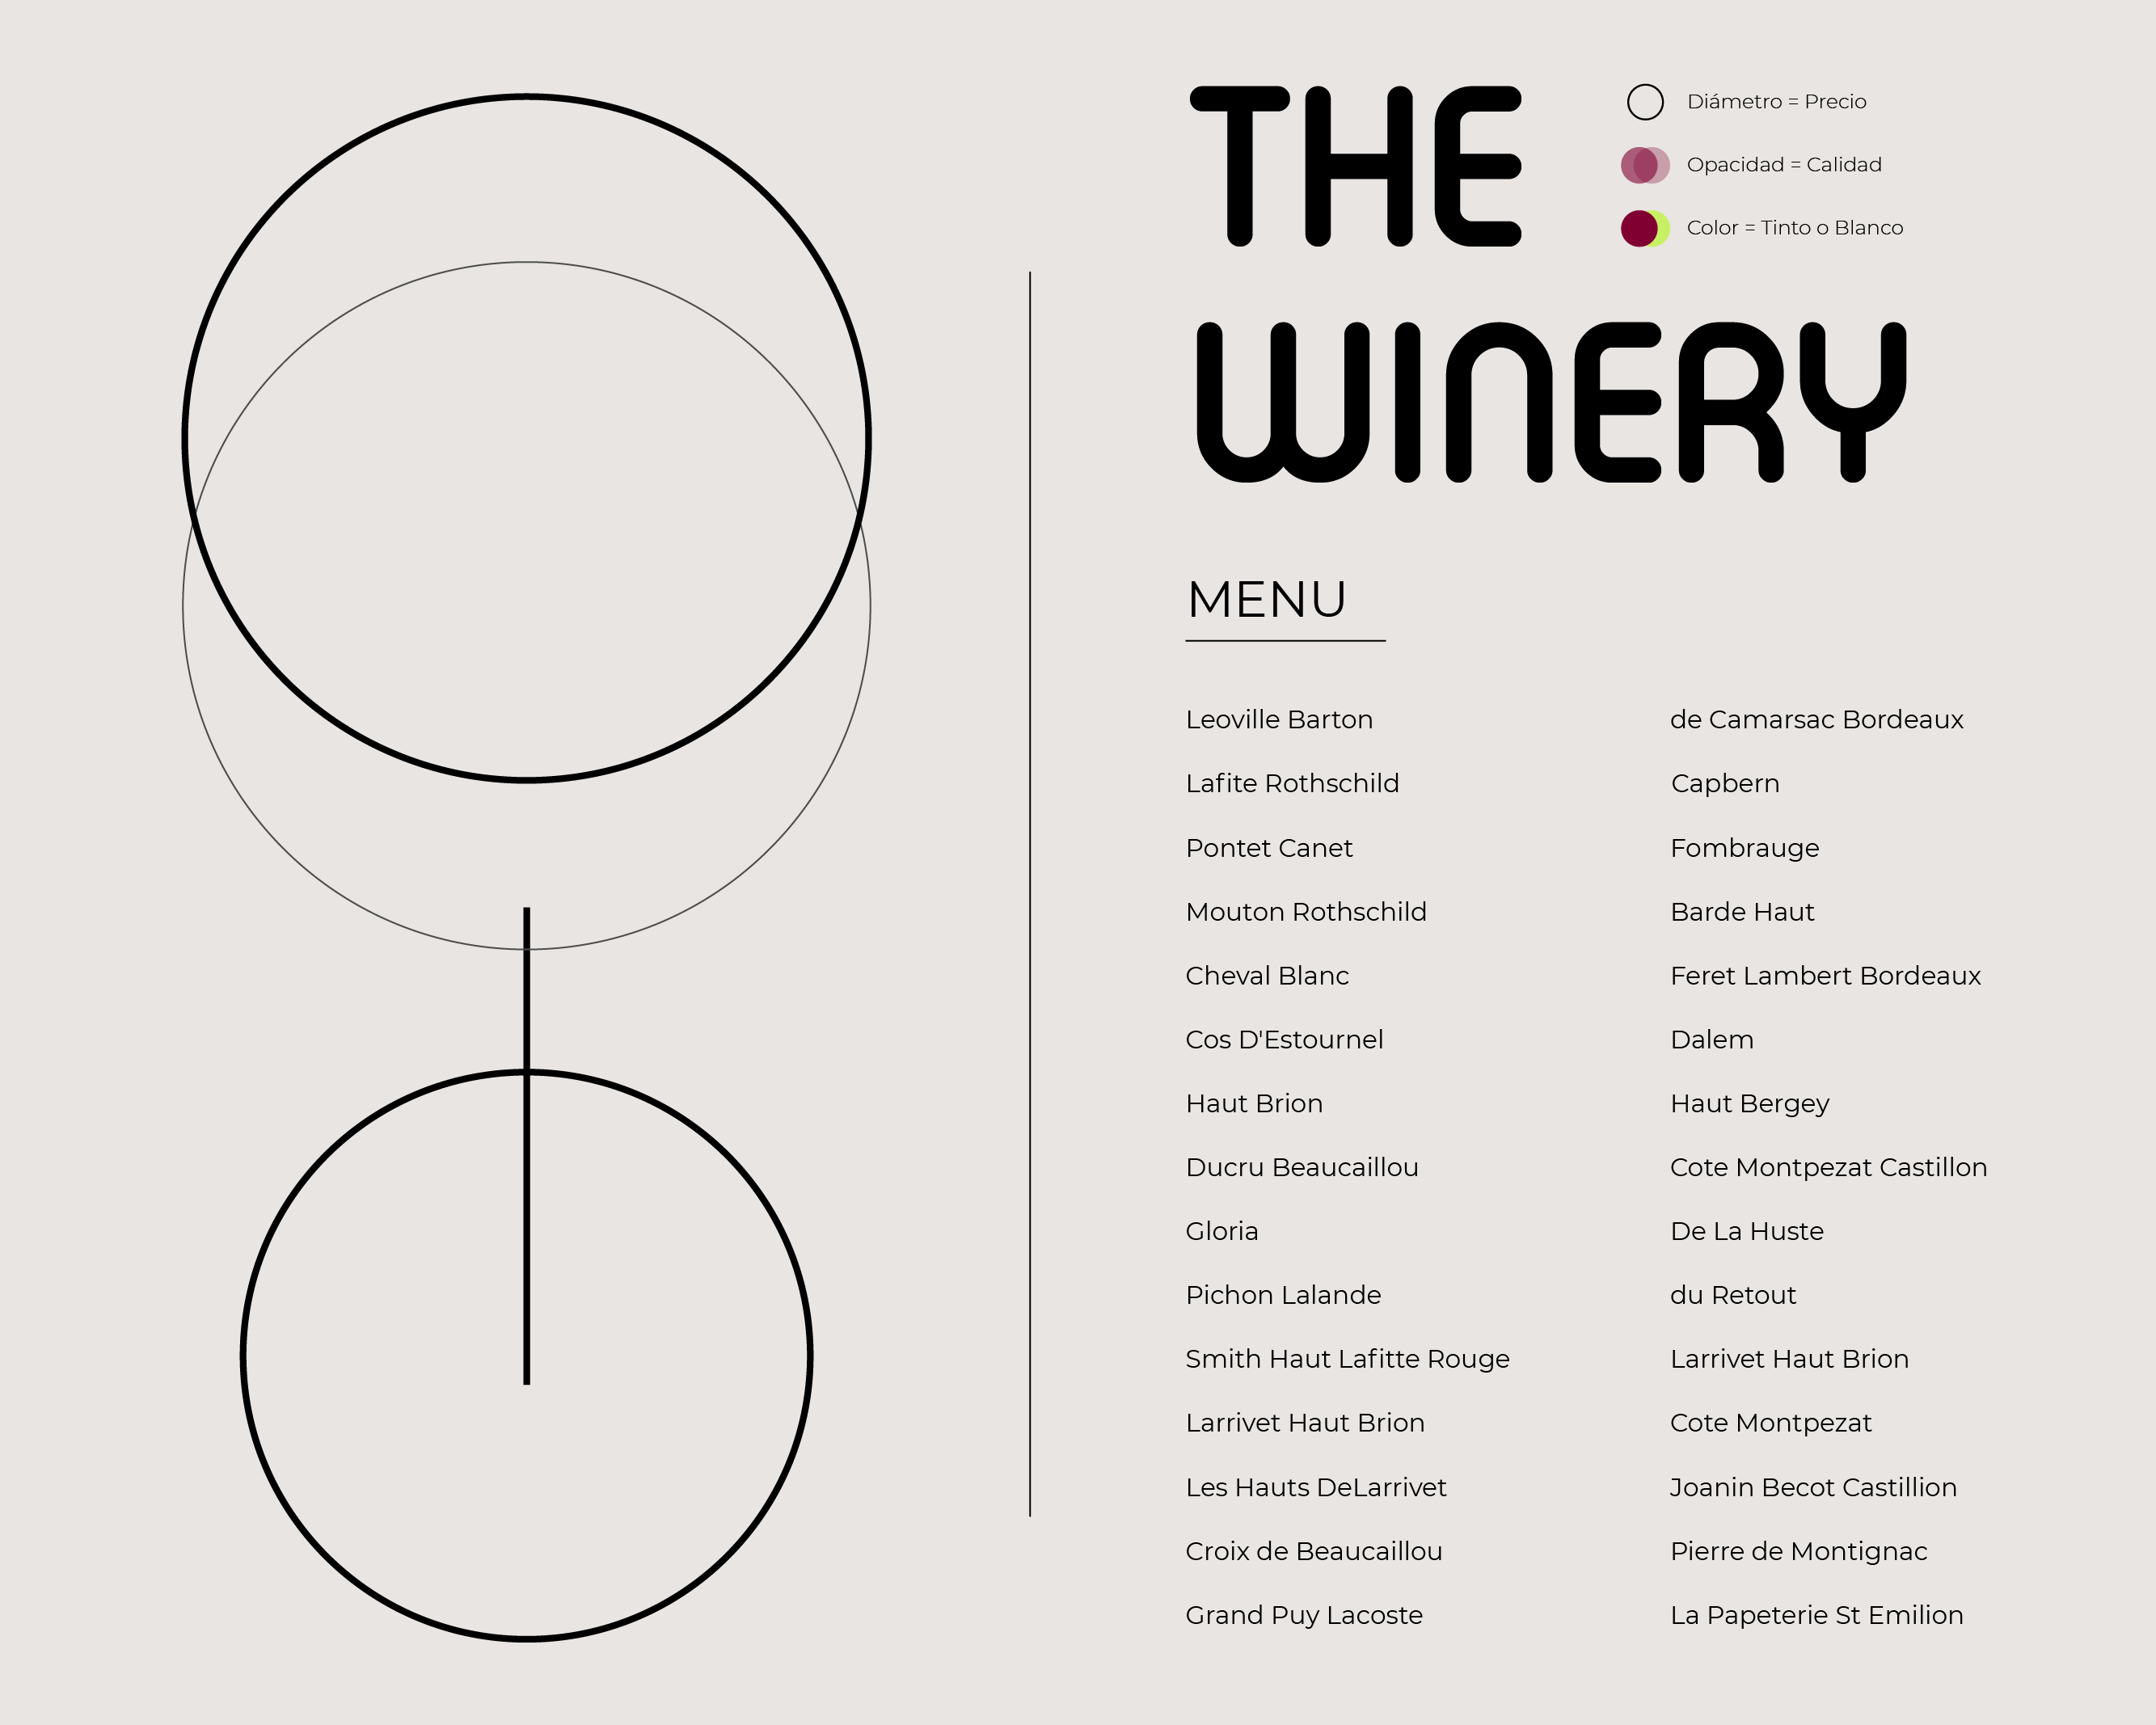 THE
WINERY
Diámetro = Precio
Opacidad = Calidad
Color = Tinto o Blanco
MENU
Leoville Barton
Lafite Rothschild
Pontet Canet
Mouton Rothschild
Cheval Blanc
Cos D'Estournel
Haut Brion
Ducru Beaucaillou
Gloria
Pichon Lalande
Smith Haut Lafitte Rouge
Larrivet Haut Brion
Les Hauts DeLarrivet
Croix de Beaucaillou
Grand Puy Lacoste
de Camarsac Bordeaux
Capbern
Fombrauge
Barde Haut
Feret Lambert Bordeaux
Dalem
Haut Bergey
Cote Montpezat Castillon
De La Huste
du Retout
Larrivet Haut Brion
Cote Montpezat
Joanin Becot Castillion
Pierre de Montignac
La Papeterie St Emilion